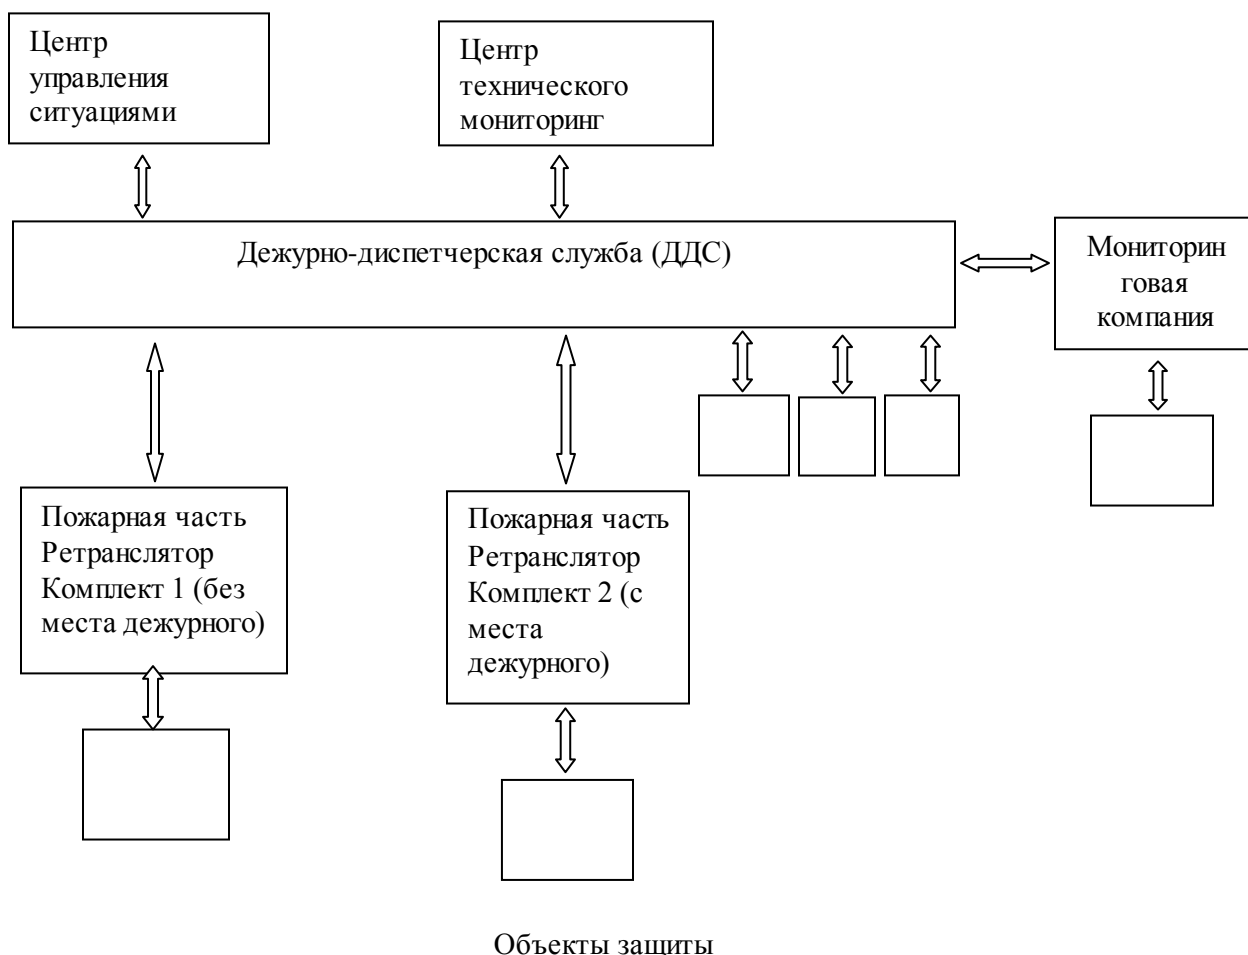 Центр
управления
ситуациями
Центр
технического
мониторинг
Дежурно-диспетчерская служба (ДДС)
Мониторин
говая
компания
Пожарная часть
Ретранслятор
Комплект 1 (без
места дежурного)
Пожарная часть
Ретранслятор
Комплект 2 (с
места
дежурного)
Объекты защиты